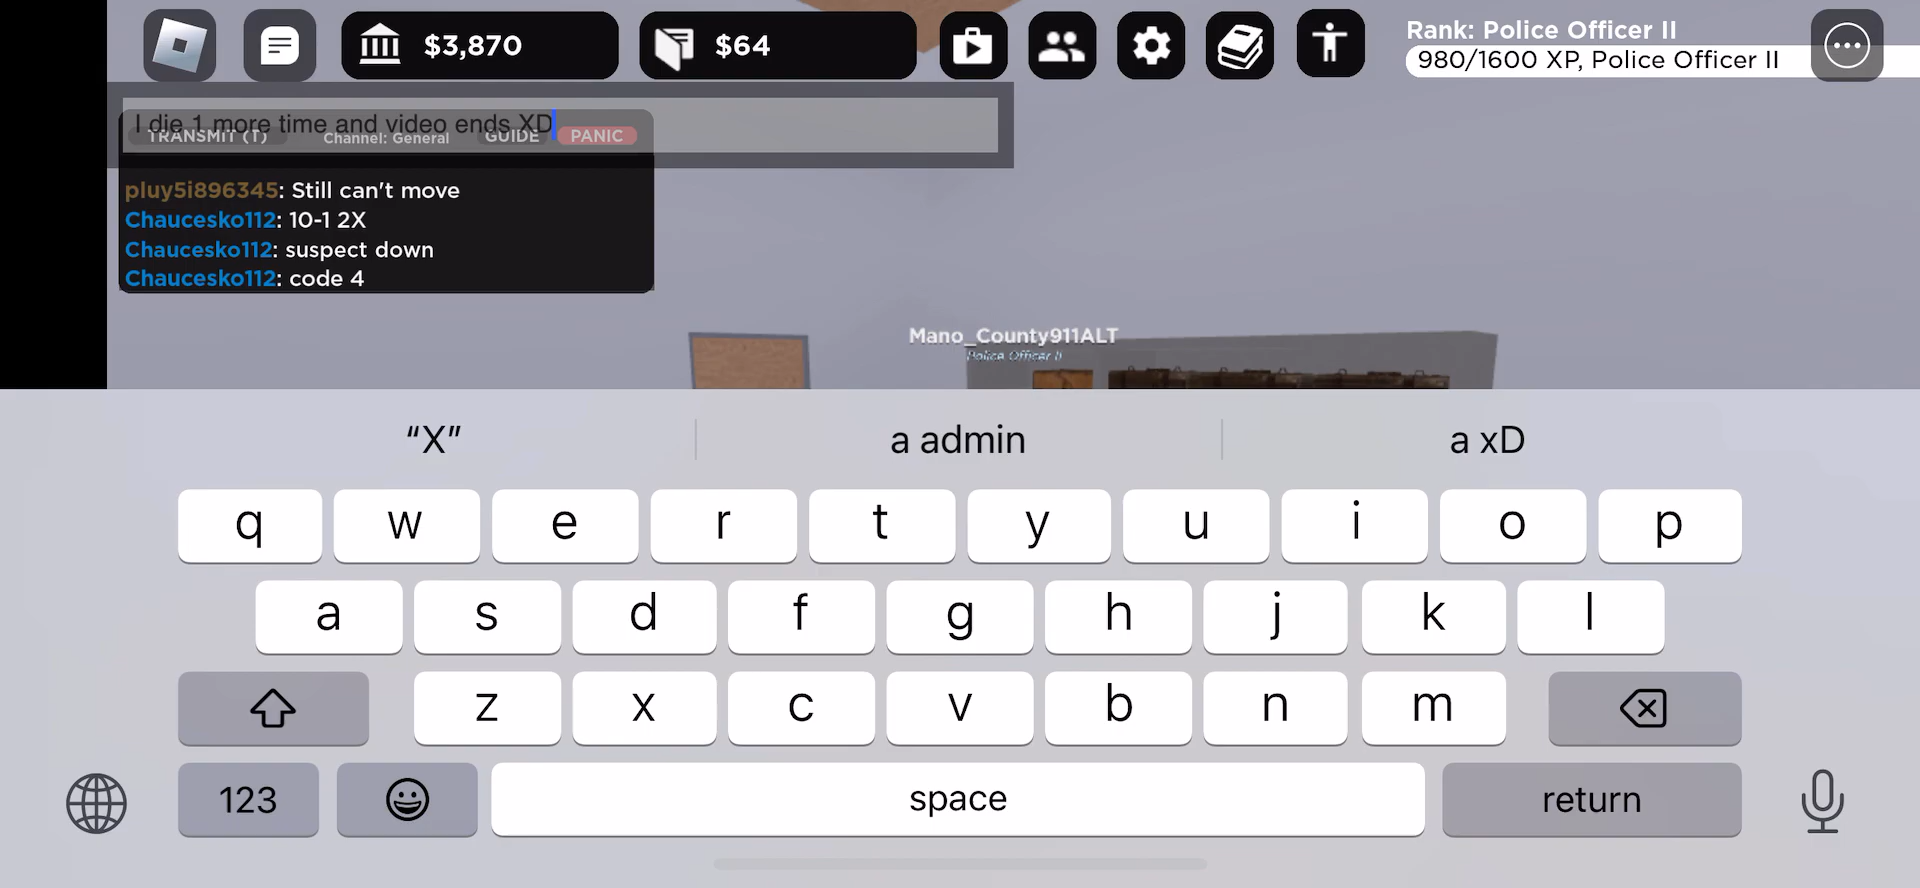 $3,870
$64
Rank: Police Officer II
980/1600 XP, Police Officer II
I die 1 more time and video ends XD
TRANSMIT (T) Channel: General GUIDE PANIC
pluy5i896345: Still can't move
Chaucesko112: 10-1 2X
Chaucesko112: suspect down
Chaucesko112: code 4
Mano_County911ALT
Police Officer II
“X” a admin a xD
q w e r t y u i o p
a s d f g h j k l
z x c v b n m
123 space return